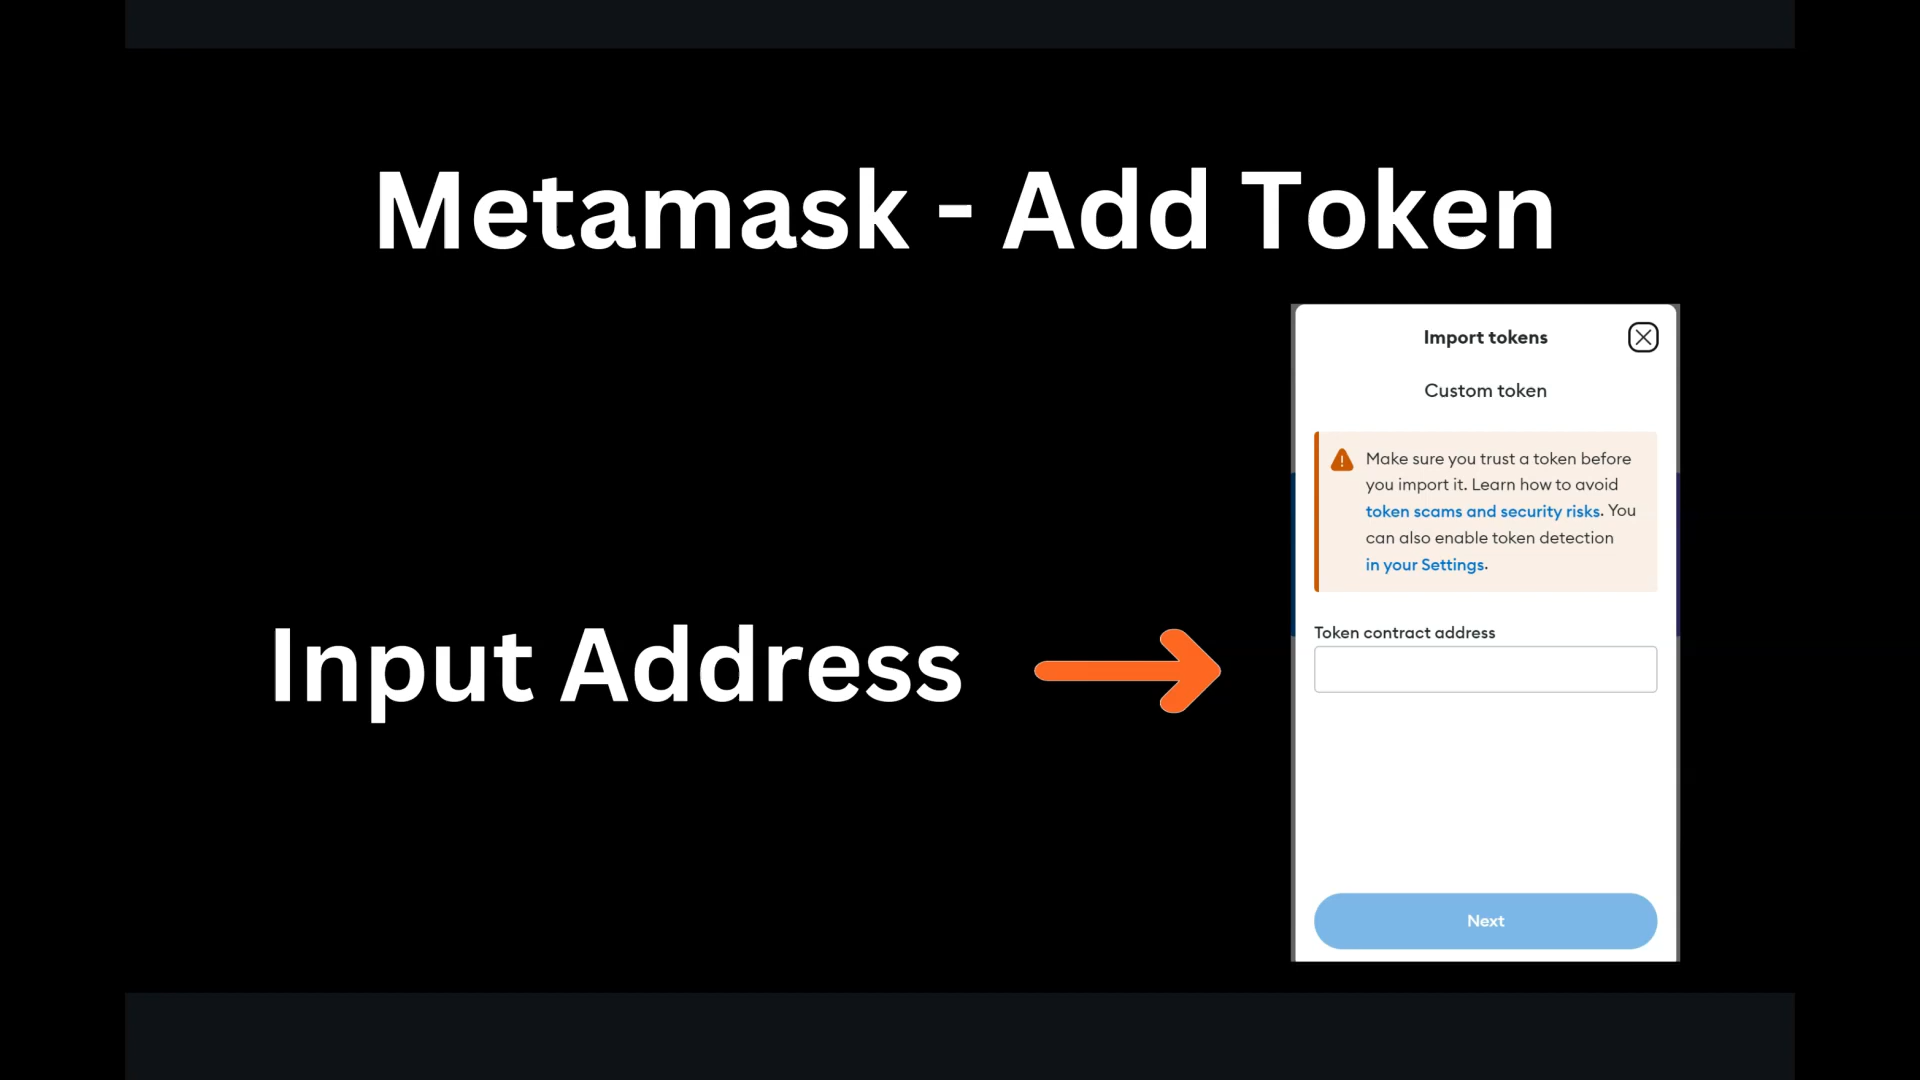 Metamask - Add Token
Import tokens
Custom token
Make sure you trust a token before
you import it. Learn how to avoid
token scams and security risks. You
can also enable token detection
in your Settings.
Input Address
Token contract address
Next